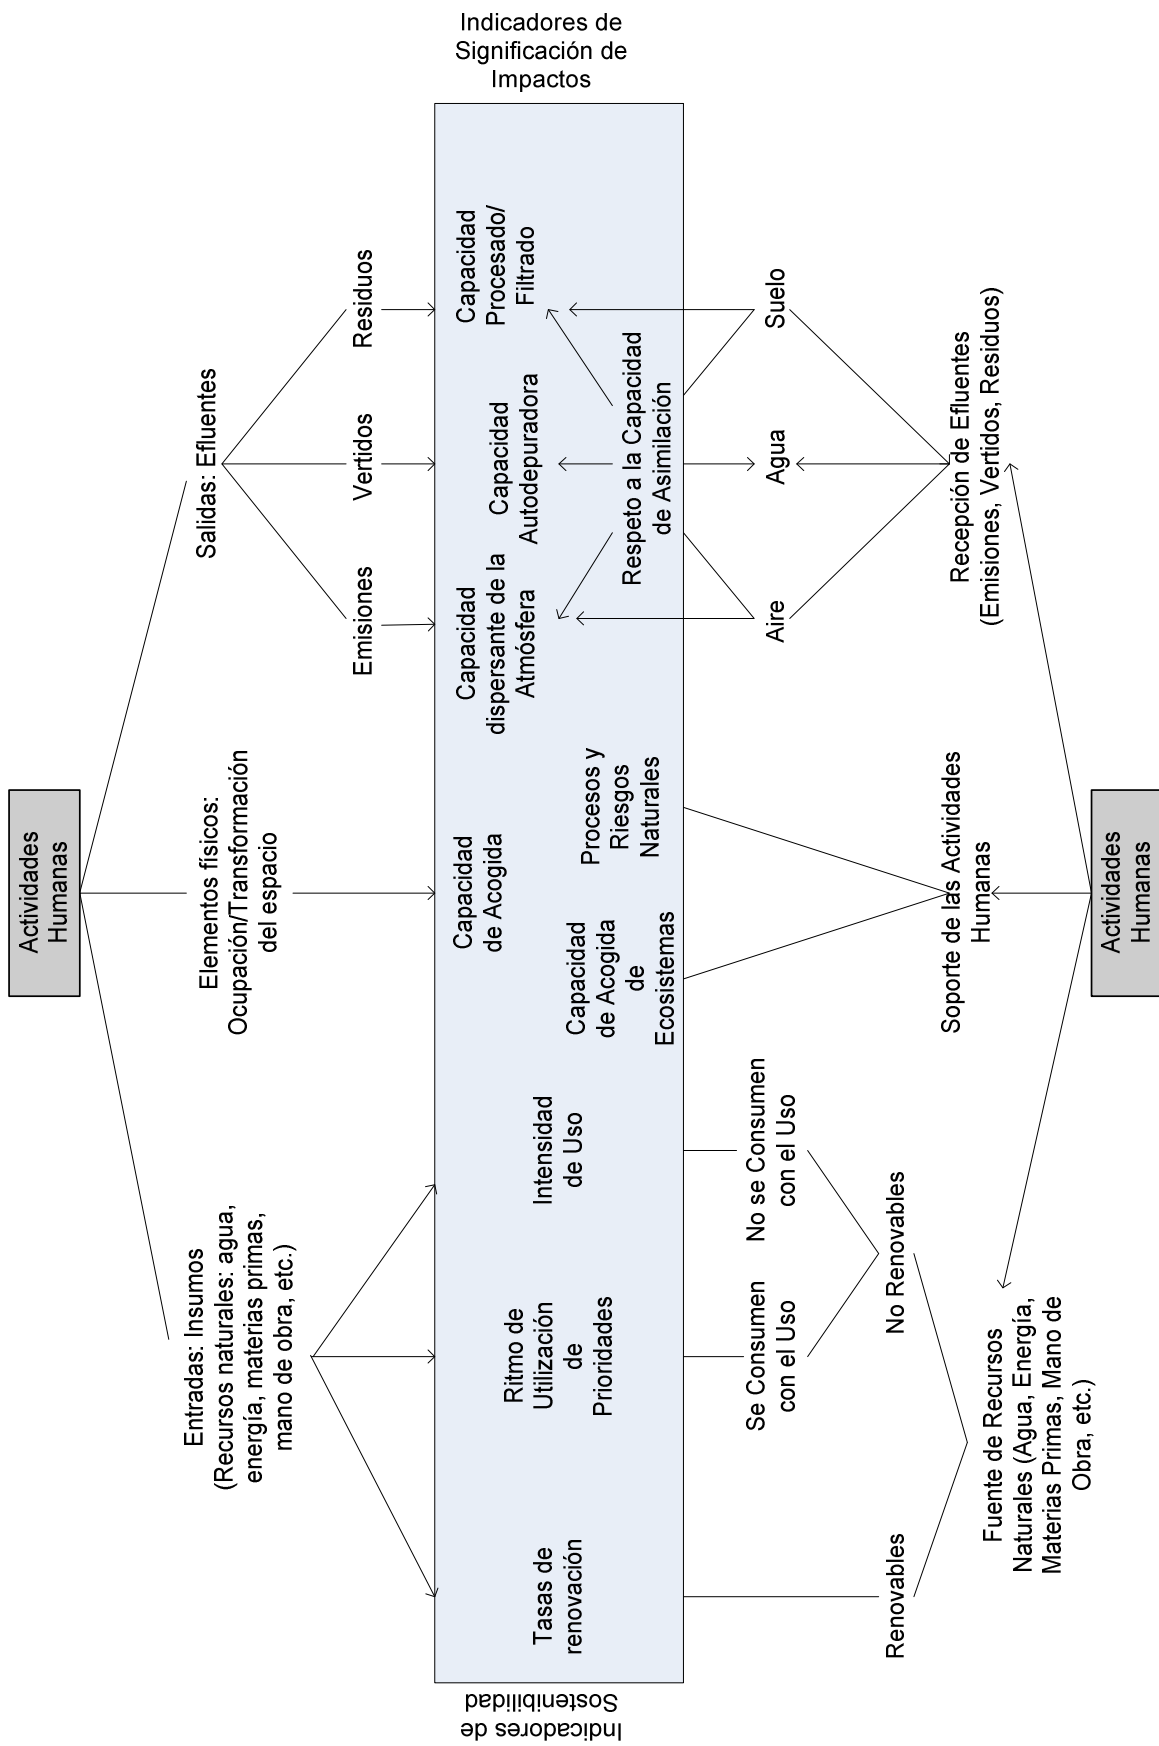 Indicadores de
Significación de
Impactos
Actividades
Humanas
Entradas: Insumos
(Recursos naturales: agua,
energía, materias primas,
mano de obra, etc.)
Elementos físicos:
Ocupación/Transformación
del espacio
Salidas: Efluentes
Emisiones
Vertidos
Residuos
Tasas de
renovación
Ritmo de
Utilización
de
Prioridades
Intensidad
de Uso
Capacidad
de Acogida
Capacidad
de Acogida
de
Ecosistemas
Procesos y
Riesgos
Naturales
Capacidad
dispersante de la
Atmósfera
Capacidad
Autodepuradora
Capacidad
Procesado/
Filtrado
Respeto a la Capacidad
de Asimilación
Indicadores de
Sostenibilidad
Se Consumen
con el Uso
No se Consumen
con el Uso
Aire
Agua
Suelo
Renovables
No Renovables
Fuente de Recursos
Naturales (Agua, Energía,
Materias Primas, Mano de
Obra, etc.)
Soporte de las Actividades
Humanas
Recepción de Efluentes
(Emisiones, Vertidos, Residuos)
Actividades
Humanas